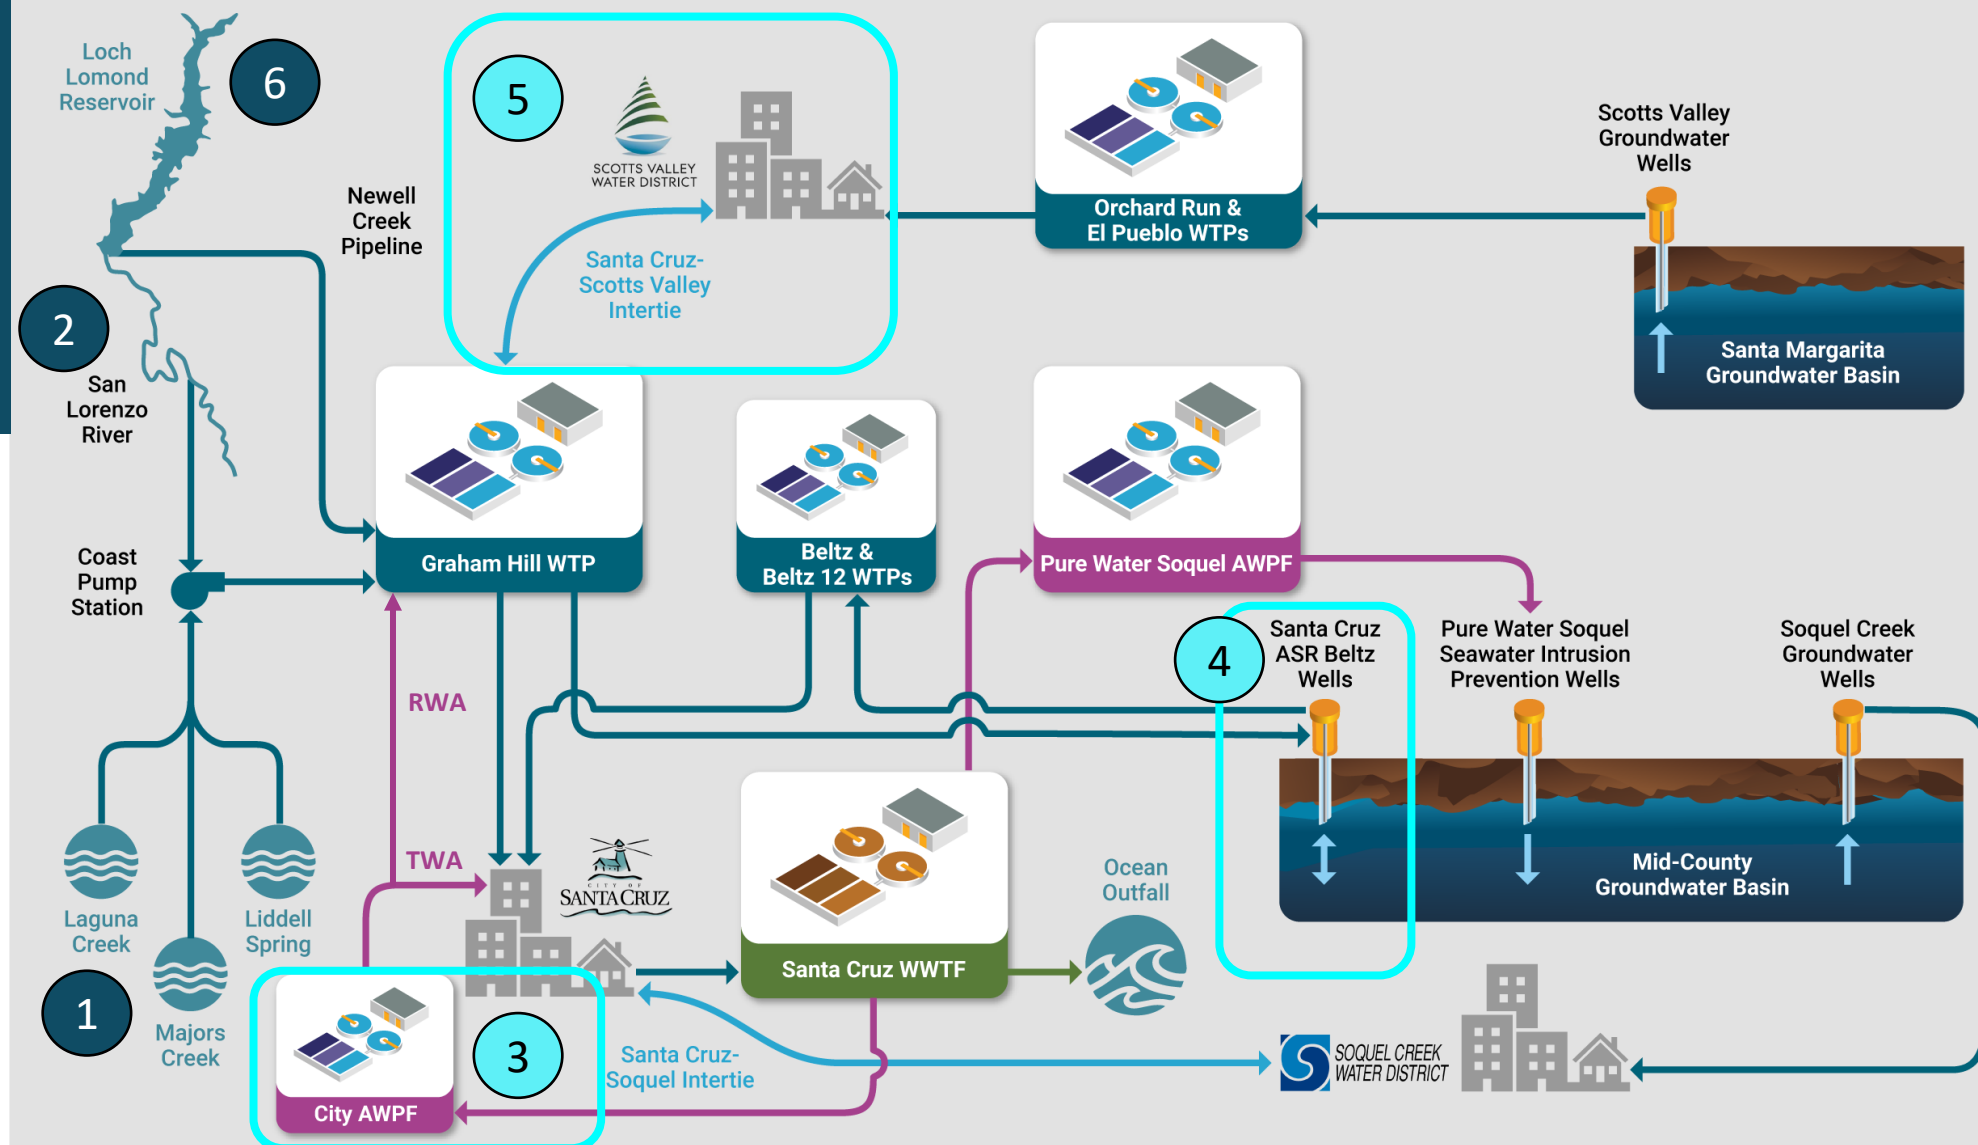 Loch
Lomond
Reservoir
6
5
SCOTTS VALLEY
WATER DISTRICT
Scotts Valley
Groundwater
Wells
Newell
Creek
Pipeline
Orchard Run &
El Pueblo WTPs
Santa Cruz-
Scotts Valley
Intertie
2
San
Lorenzo
River
Santa Margarita
Groundwater Basin
Coast
Pump
Station
Graham Hill WTP
Beltz &
Beltz 12 WTPs
Pure Water Soquel AWPF
4
Santa Cruz
ASR Beltz
Wells
Pure Water Soquel
Seawater Intrusion
Prevention Wells
Soquel Creek
Groundwater
Wells
RWA
TWA
CITY OF
SANTA CRUZ
Mid-County
Groundwater Basin
Ocean
Outfall
Laguna
Creek
Liddell
Spring
Santa Cruz WWTF
1
Majors
Creek
3
Santa Cruz-
Soquel Intertie
SOQUEL CREEK
WATER DISTRICT
City AWPF